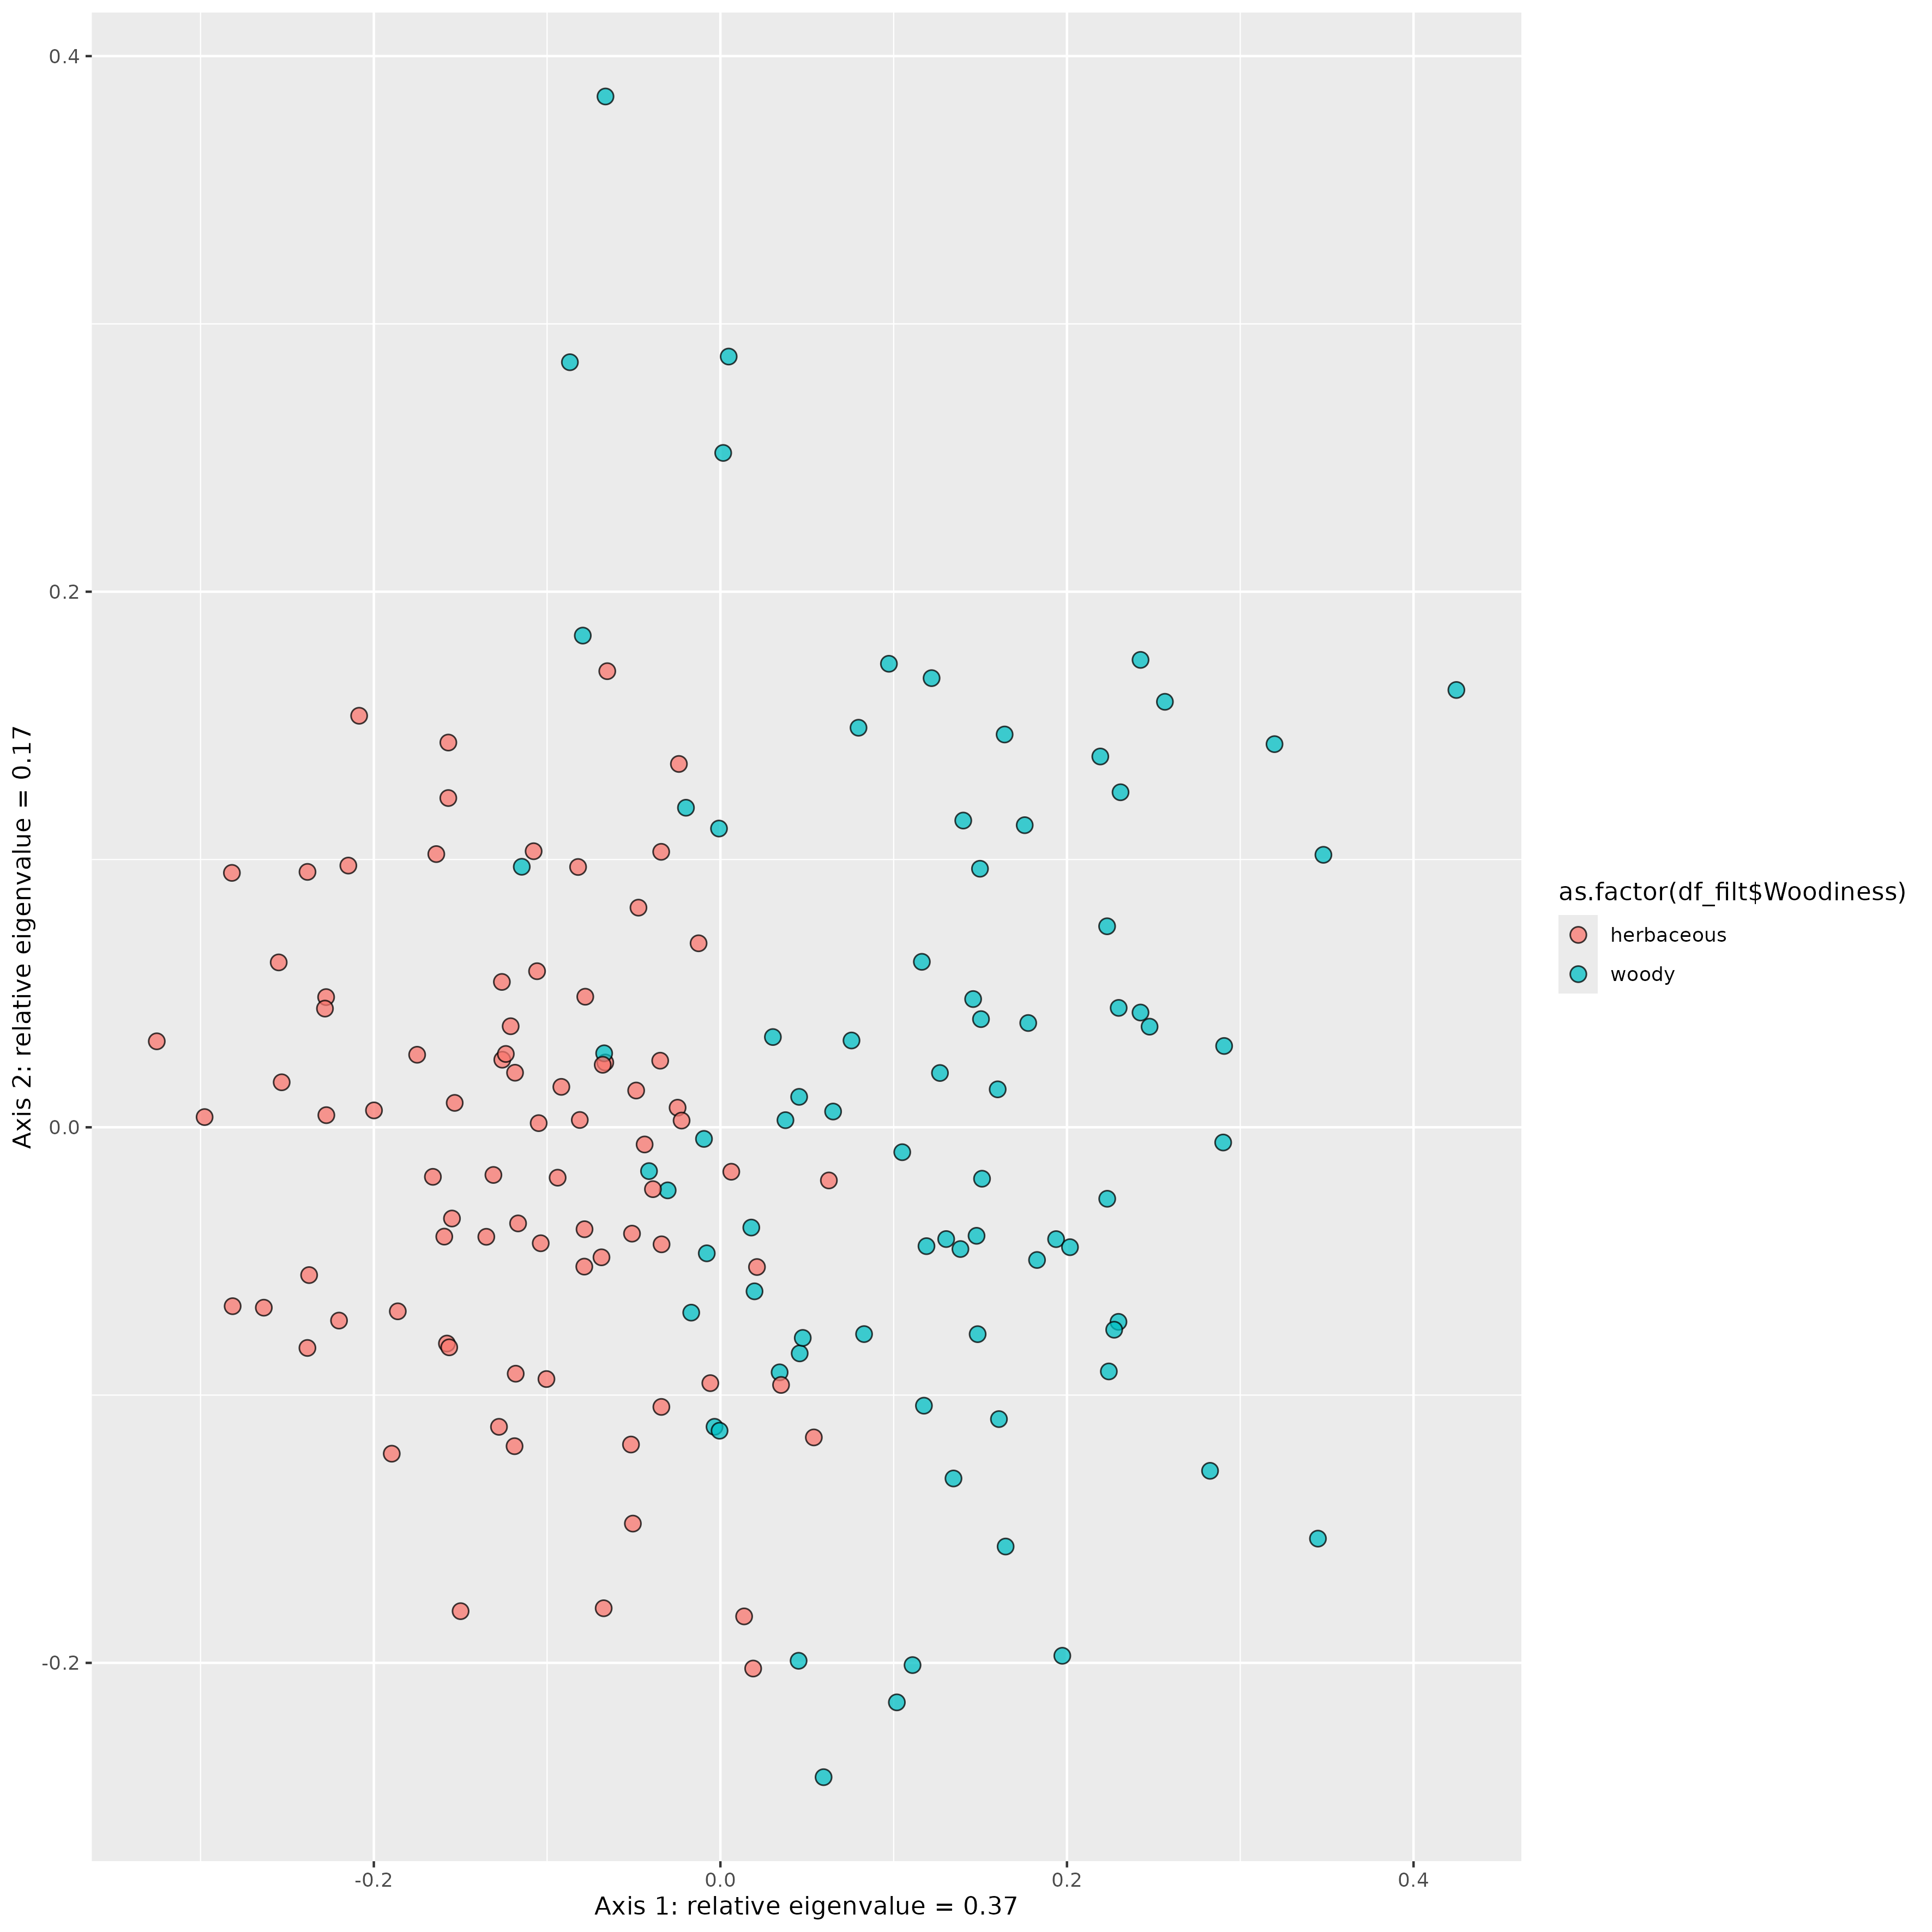 0.4
0.2
0.0
-0.2
Axis 2: relative eigenvalue = 0.17
-0.2 0.0 0.2 0.4
Axis 1: relative eigenvalue = 0.37
as.factor(df_filt$Woodiness)
herbaceous
woody